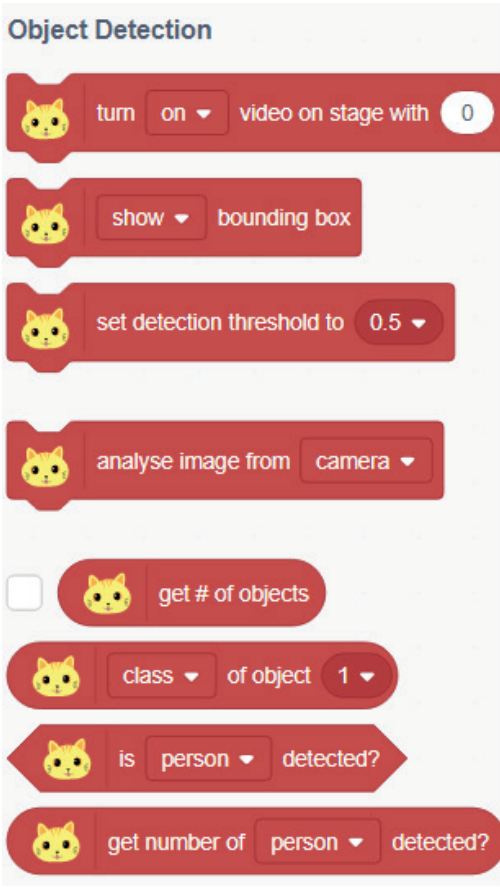 Object Detection
turn on video on stage with 0
show bounding box
set detection threshold to 0.5
analyse image from camera
get # of objects
class of object 1
is person detected?
get number of person detected?